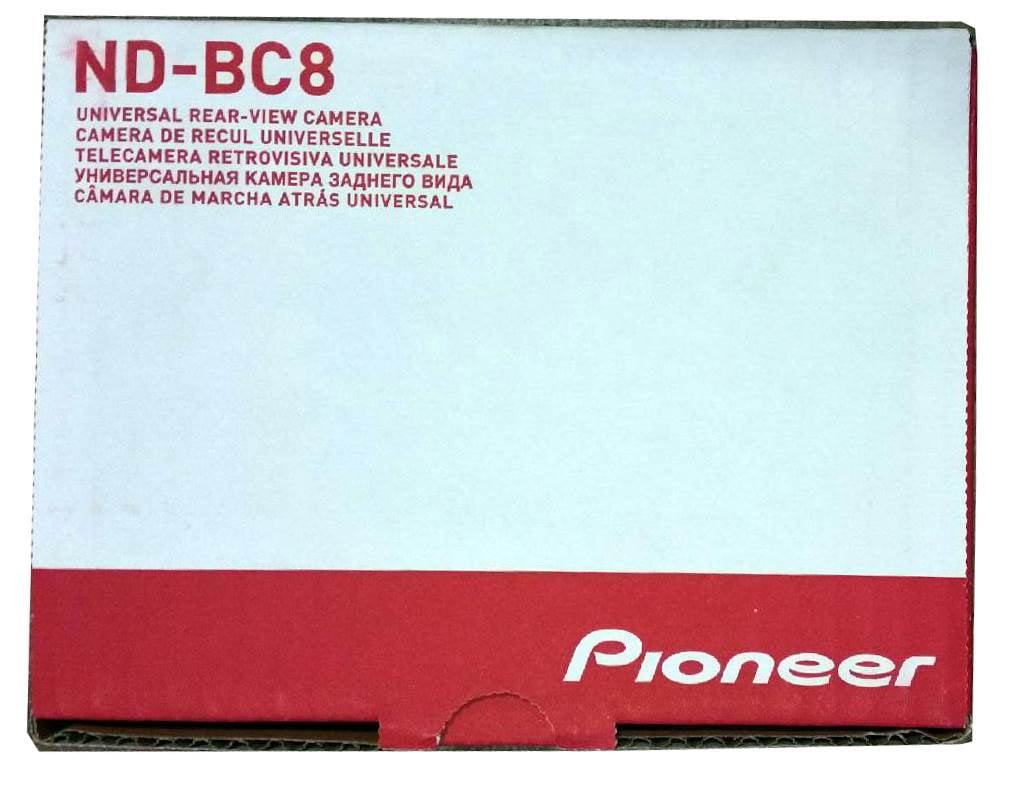 ND-BC8
UNIVERSAL REAR-VIEW CAMERA
CAMERA DE RECUL UNIVERSELLE
TELECAMERA RETROVISIVA UNIVERSALE
УНИВЕРСАЛЬНАЯ КАМЕРА ЗАДНЕГО ВИДА
CÂMARA DE MARCHA ATRÁS UNIVERSAL
Pioneer